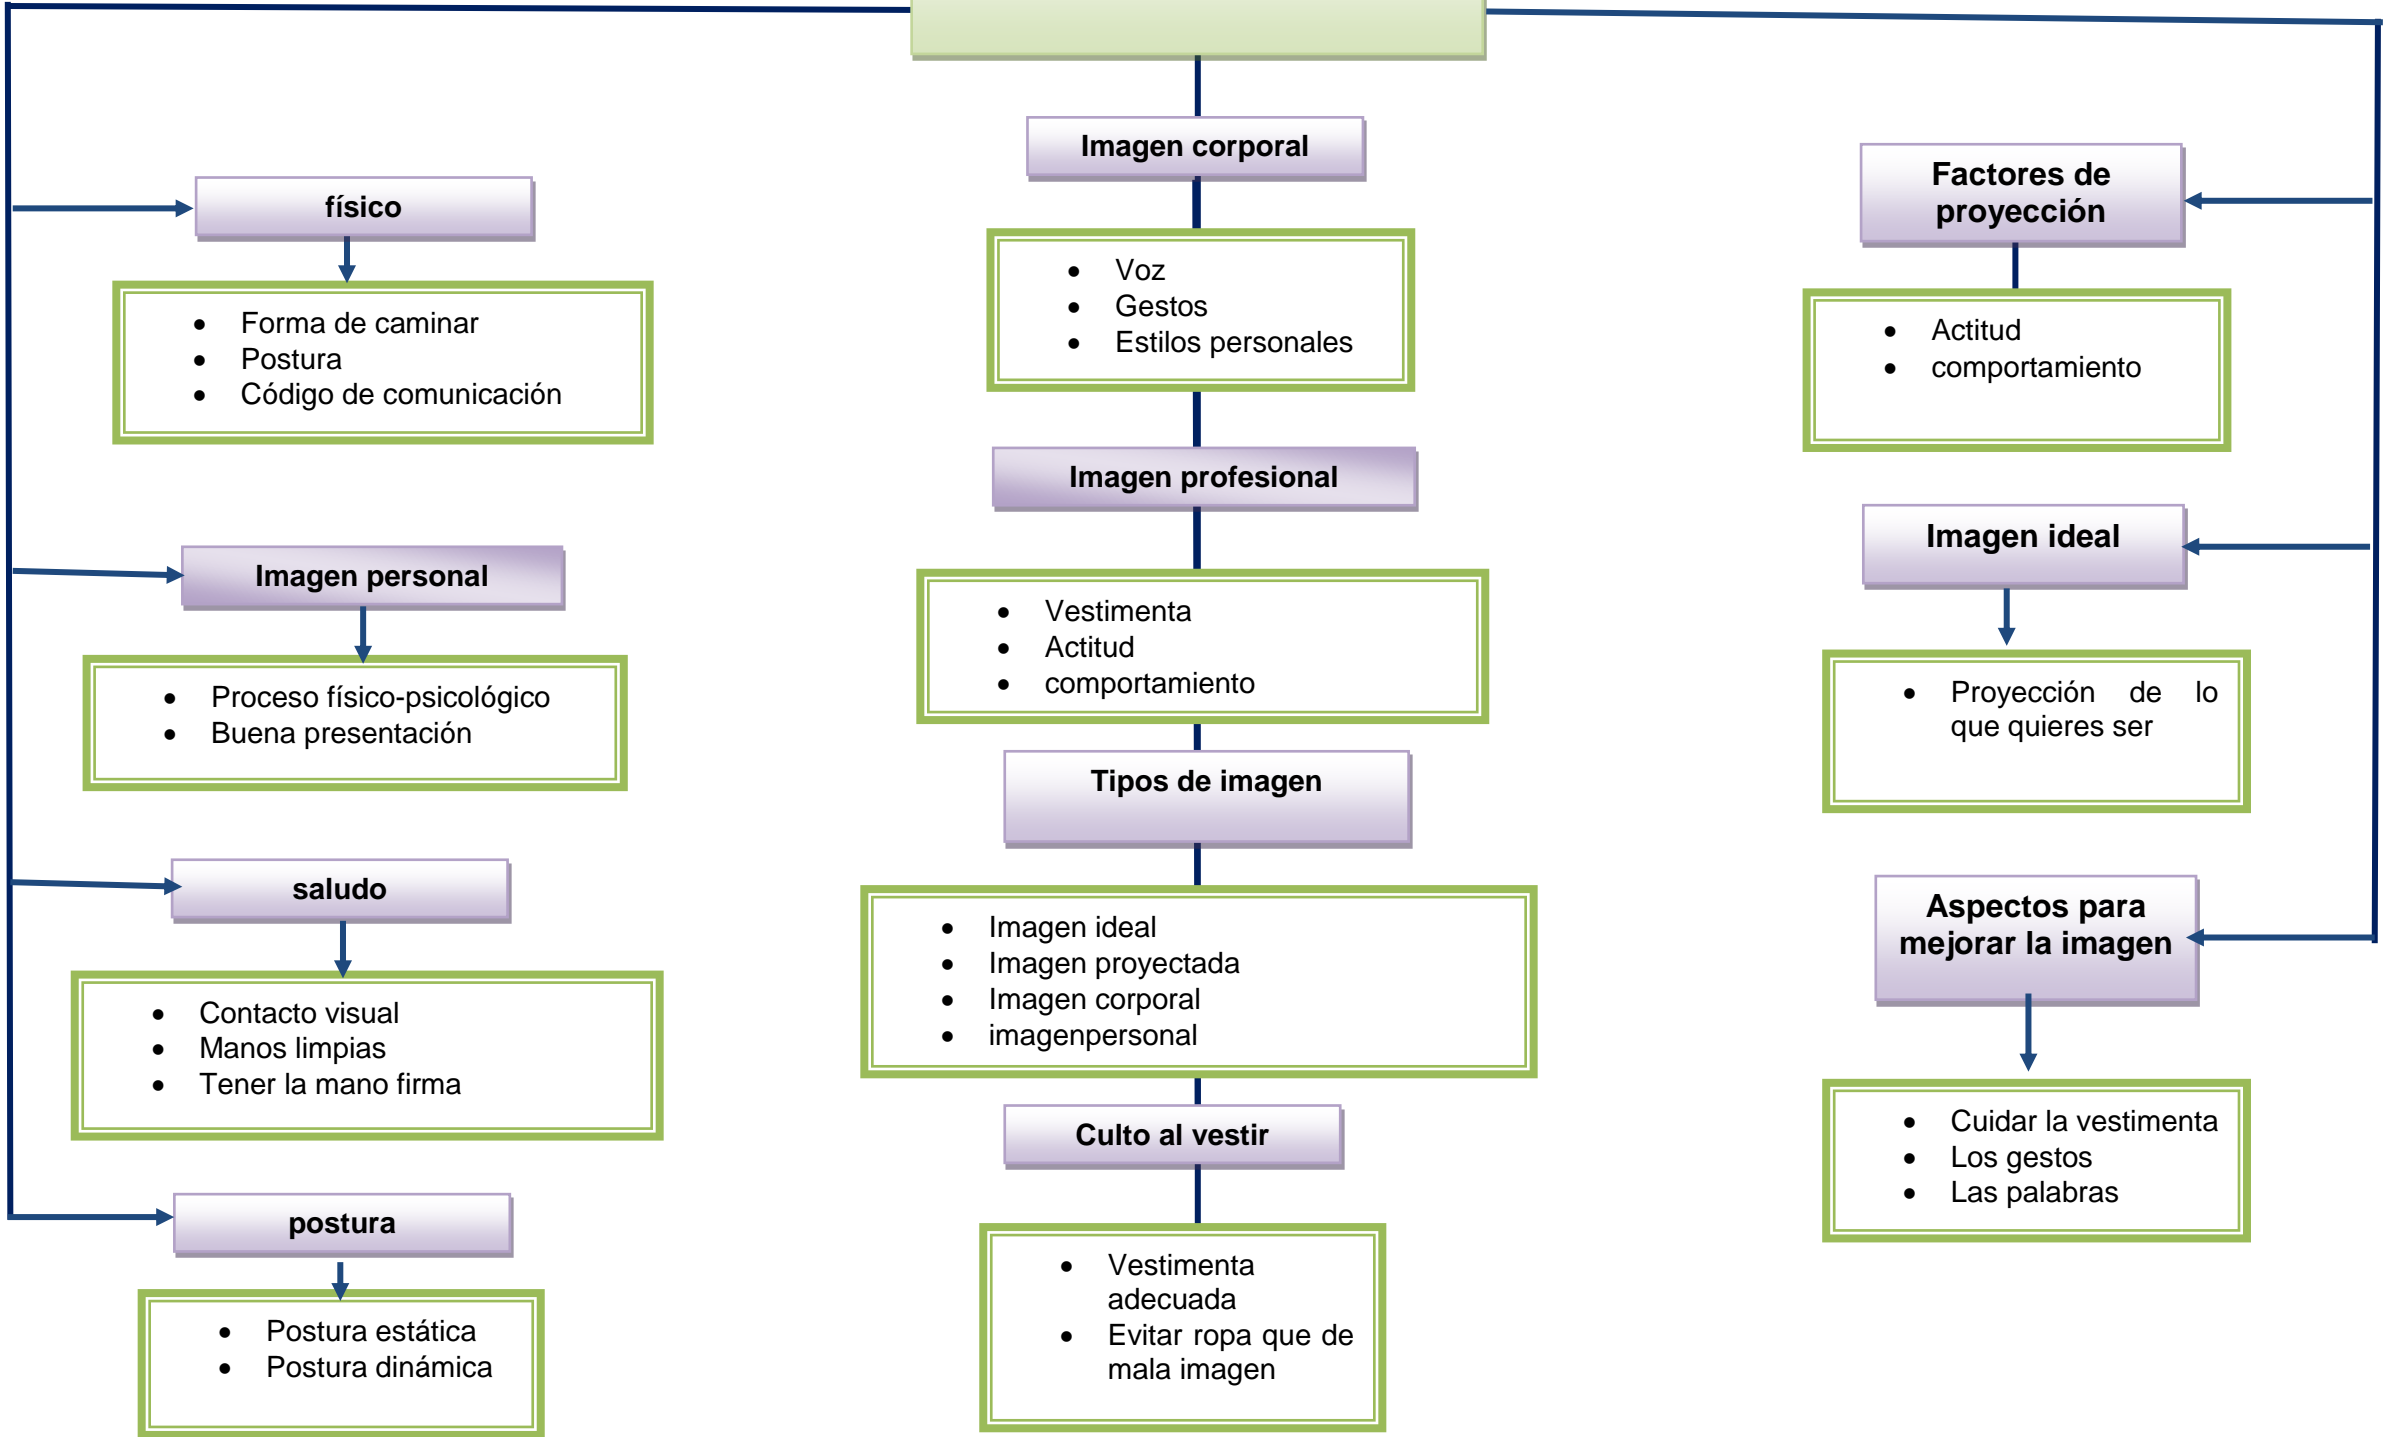 físico
Forma de caminar
Postura
Código de comunicación
Imagen personal
Proceso físico-psicológico
Buena presentación
saludo
Contacto visual
Manos limpias
Tener la mano firma
postura
Postura estática
Postura dinámica
Imagen corporal
Voz
Gestos
Estilos personales
Imagen profesional
Vestimenta
Actitud
comportamiento
Tipos de imagen
Imagen ideal
Imagen proyectada
Imagen corporal
imagenpersonal
Culto al vestir
Vestimenta
adecuada
Evitar ropa que de
mala imagen
Factores de
proyección
Actitud
comportamiento
Imagen ideal
Proyección de lo
que quieres ser
Aspectos para
mejorar la imagen
Cuidar la vestimenta
Los gestos
Las palabras